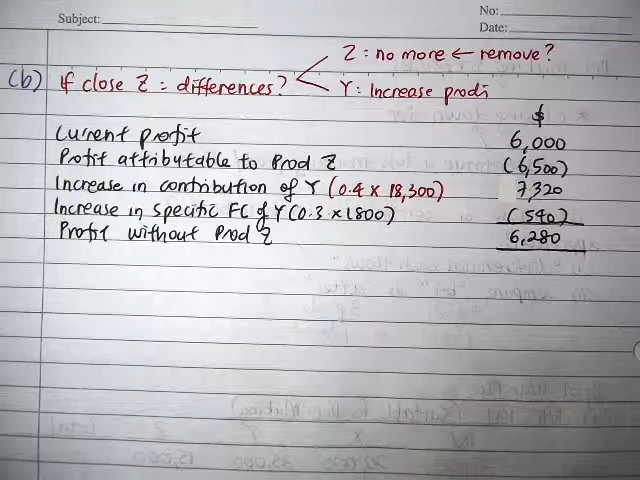 Subject:
No:
Date:
Z : no more ← remove?
(b) If close Z = differences?
Y : Increase prodi
$
Current profit 6,000
Profit attributable to Prod Z (6,500)
Increase in contribution of Y (0.4 x 18,300) 7,320
Increase in specific FC of Y (0.3 x 1800) (540)
Profit without Prod Z 6,280